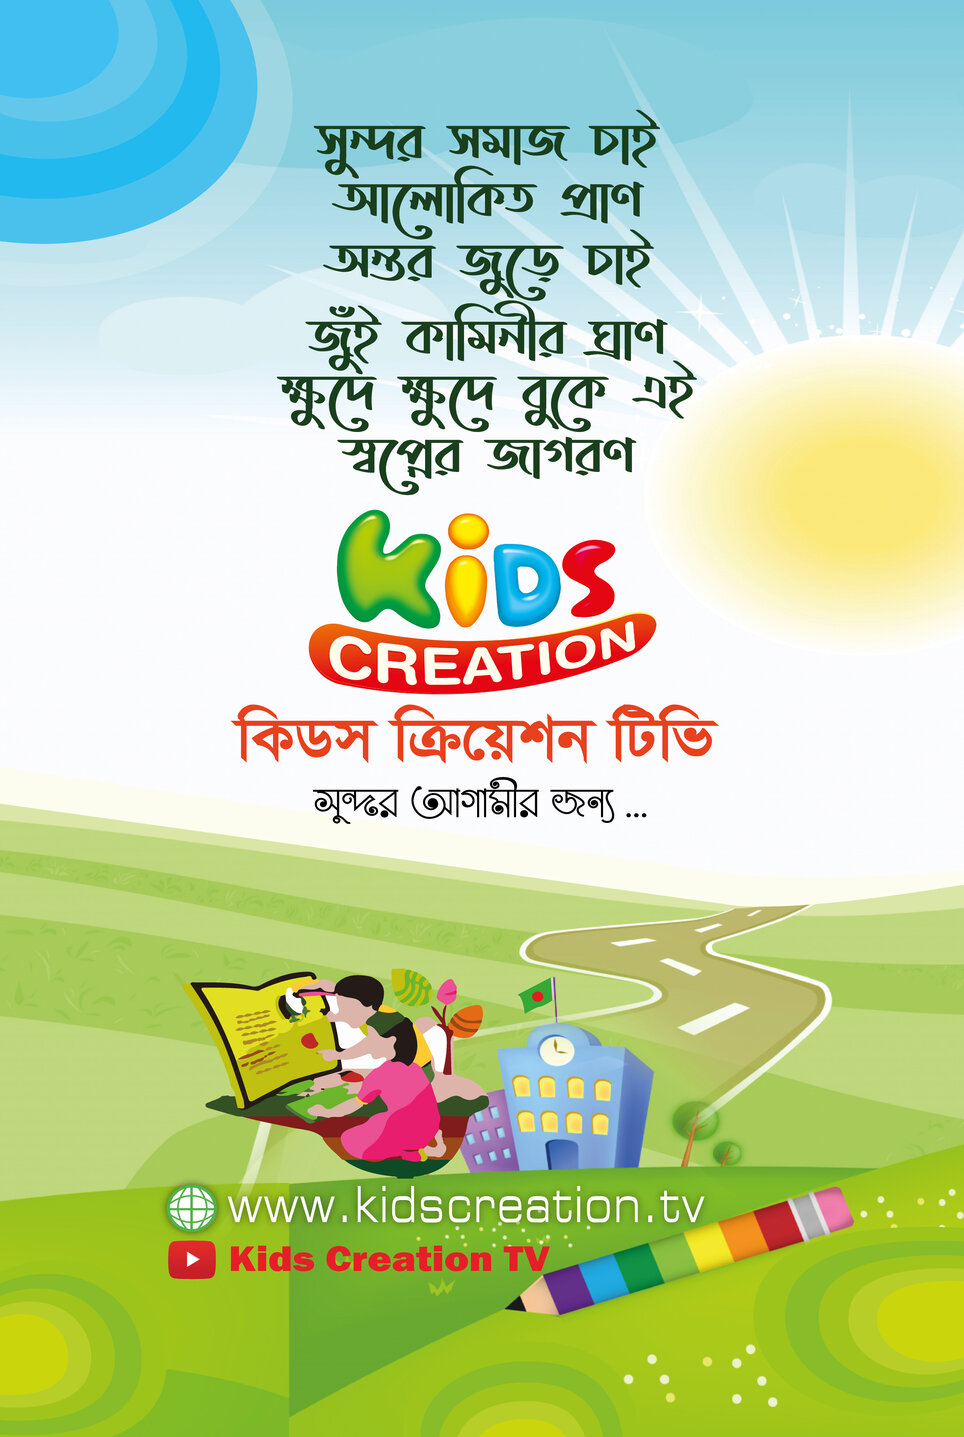 সুন্দর সমাজ চাই
আলোকিত প্রাণ
অন্তর জুড়ে চাই
জুঁই কামিনীর ঘ্রাণ
ক্ষুদে ক্ষুদে বুকে এই
স্বপ্নের জাগরণ
KiDS
CREATION
কিডস ক্রিয়েশন টিভি
সুন্দর আগামীর জন্য ...
www.kidscreation.tv
Kids Creation TV